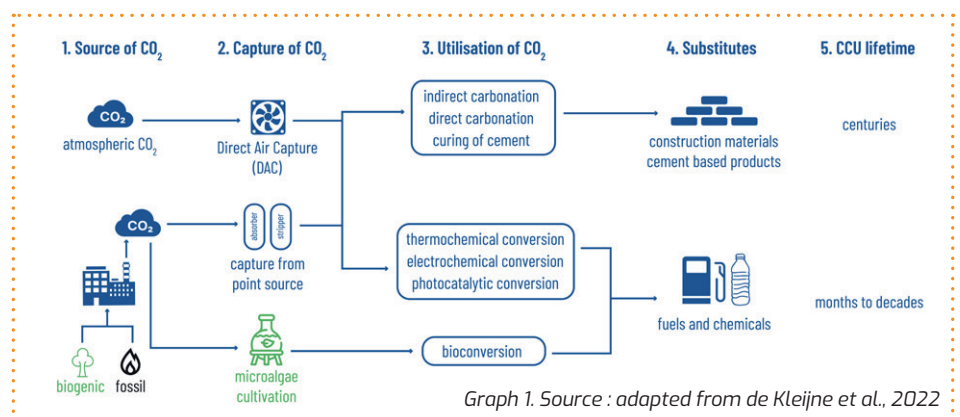 1. Source of CO₂
2. Capture of CO₂
3. Utilisation of CO₂
4. Substitutes
5. CCU lifetime
CO₂
atmospheric CO₂
Direct Air Capture
(DAC)
indirect carbonation
direct carbonation
curing of cement
construction materials
cement based products
centuries
CO₂
absorber
stripper
capture from
point source
thermochemical conversion
electrochemical conversion
photocatalytic conversion
fuels and chemicals
months to decades
biogenic
fossil
microalgae
cultivation
bioconversion
Graph 1. Source : adapted from de Kleijne et al., 2022